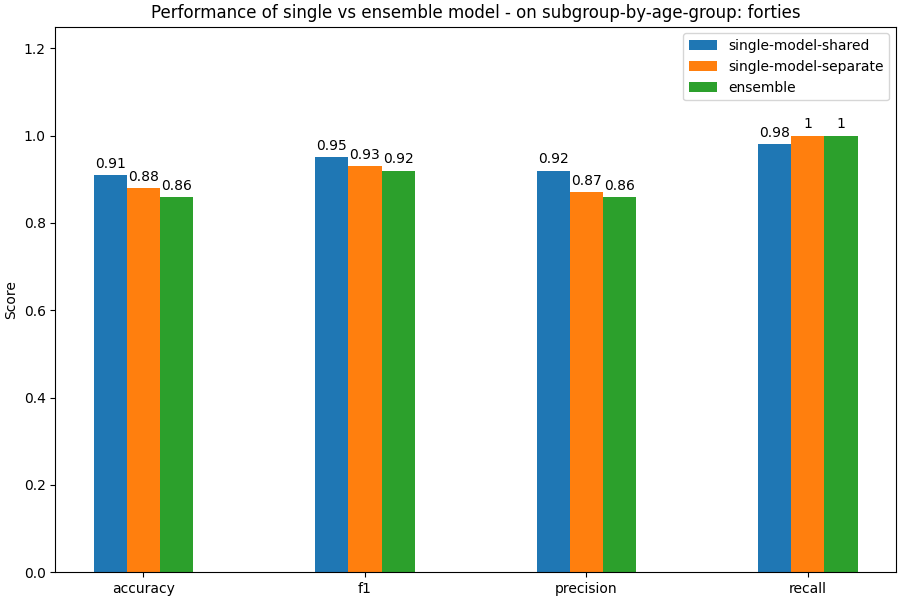 Performance of single vs ensemble model - on subgroup-by-age-group: forties
single-model-shared
single-model-separate
ensemble
1.2
1.0
0.8
0.6
0.4
0.2
0.0
Score
0.91
0.88
0.86
0.95
0.93
0.92
0.92
0.87
0.86
0.98
1
1
accuracy
f1
precision
recall